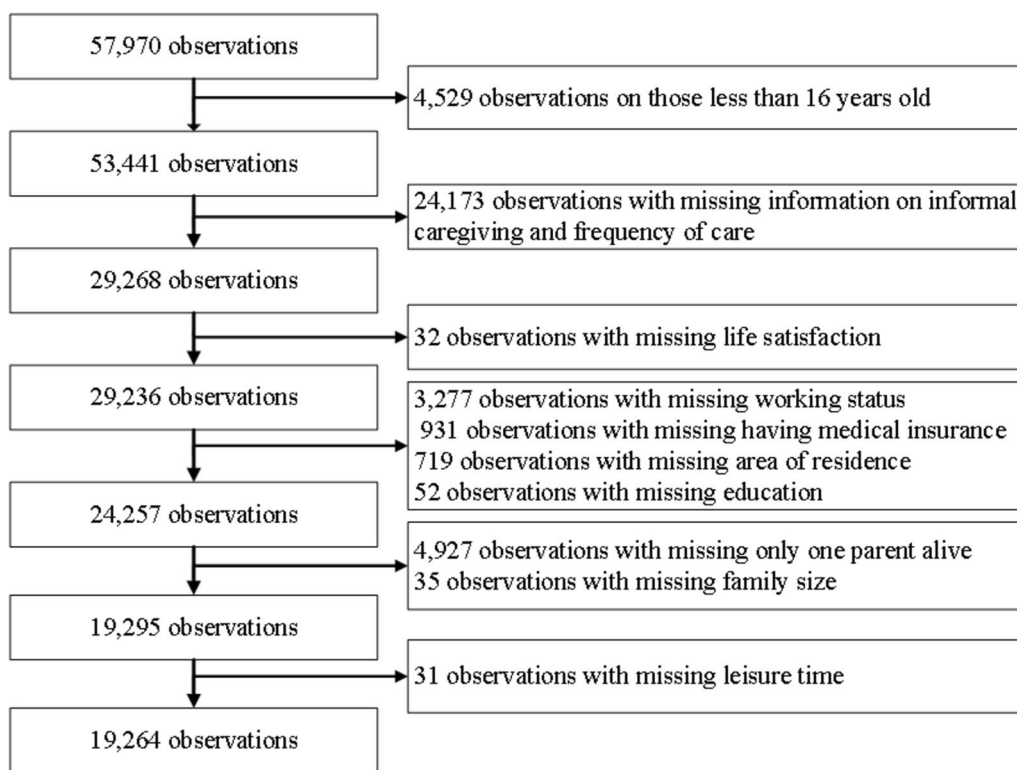 57,970 observations
4,529 observations on those less than 16 years old
53,441 observations
24,173 observations with missing information on informal
caregiving and frequency of care
29,268 observations
32 observations with missing life satisfaction
29,236 observations
3,277 observations with missing working status
931 observations with missing having medical insurance
719 observations with missing area of residence
52 observations with missing education
24,257 observations
4,927 observations with missing only one parent alive
35 observations with missing family size
19,295 observations
31 observations with missing leisure time
19,264 observations